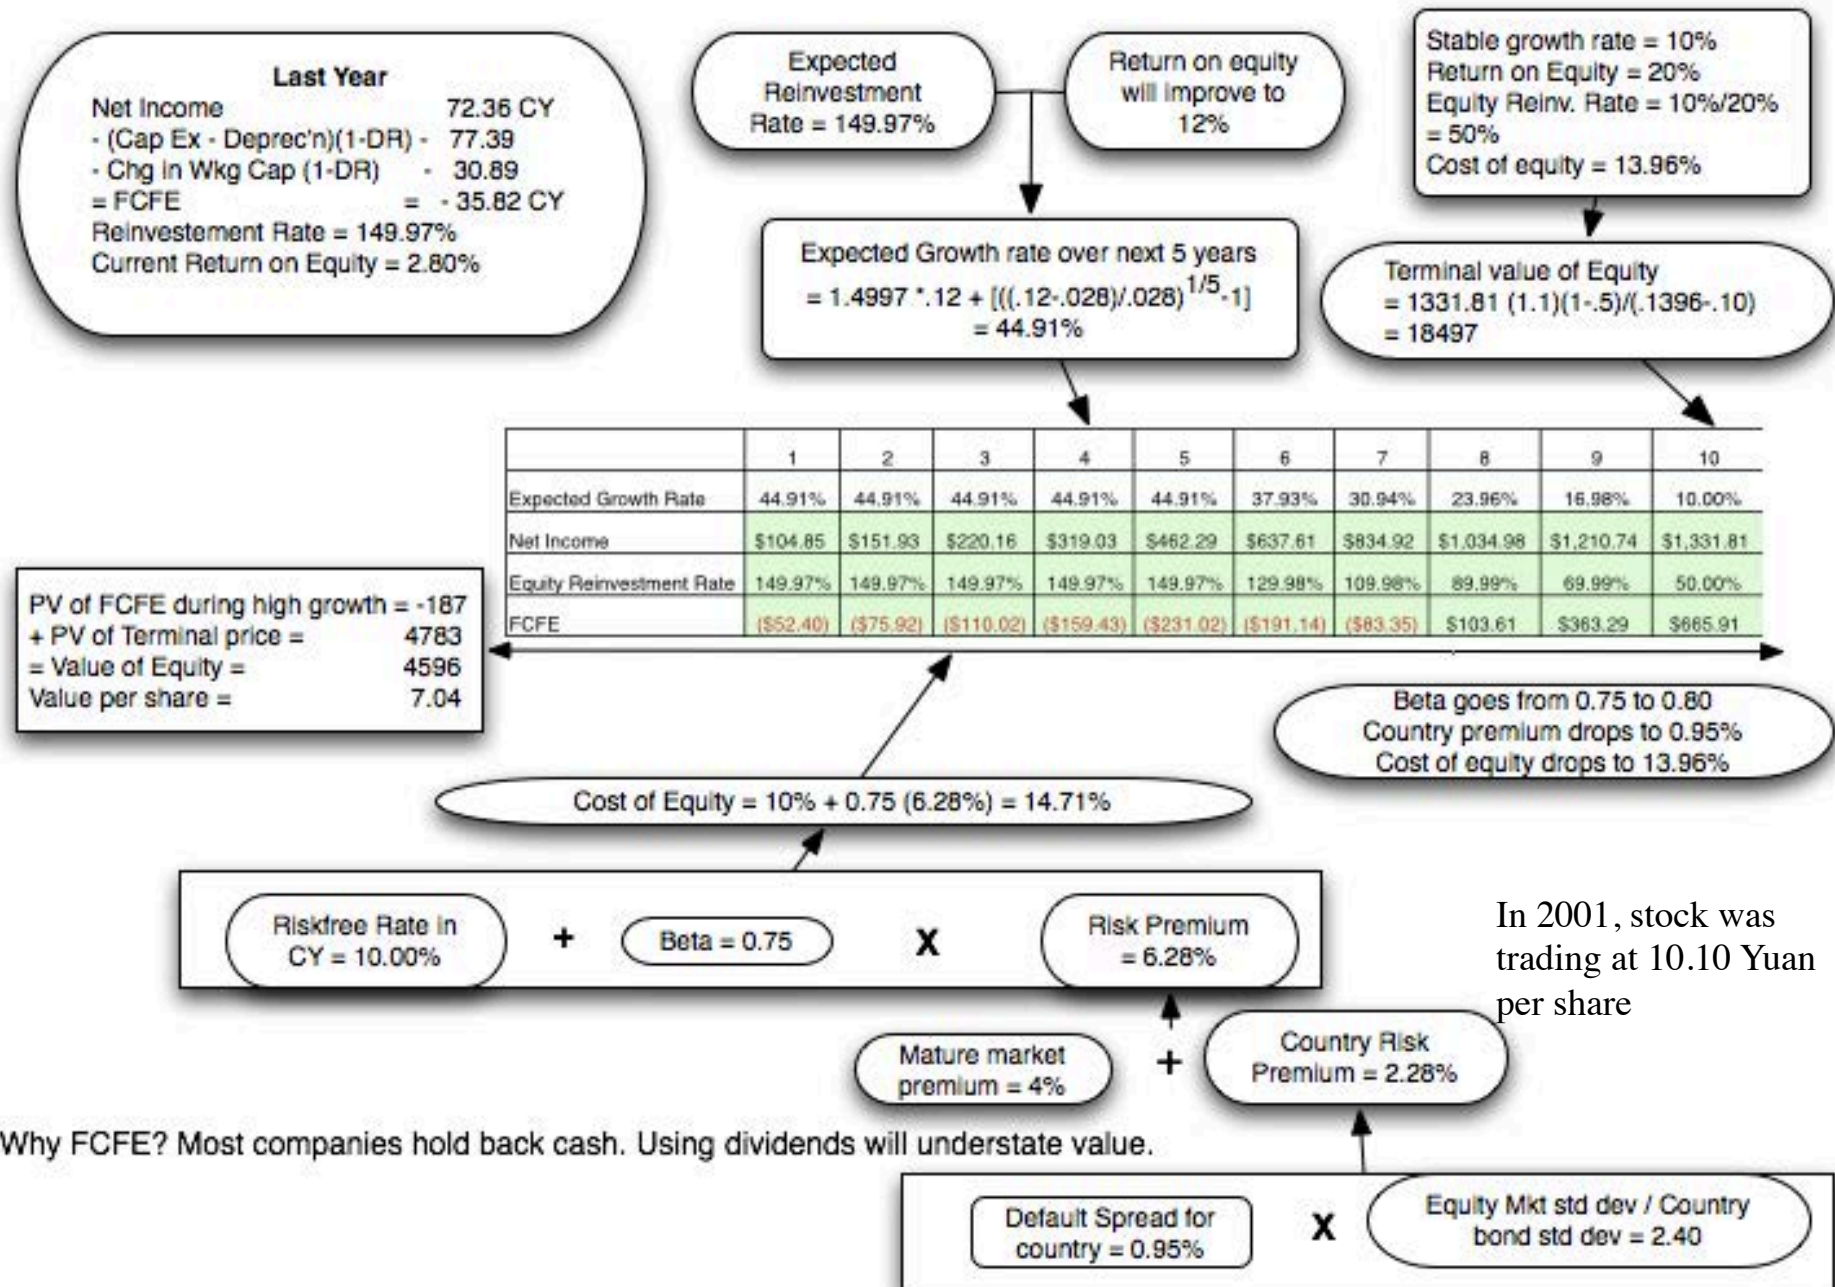 Last Year
Net Income 72.36 CY
- (Cap Ex - Deprec'n)(1-DR) - 77.39
- Chg in Wkg Cap (1-DR) - 30.89
= FCFE = - 35.82 CY
Reinvestement Rate = 149.97%
Current Return on Equity = 2.80%
Expected
Reinvestment
Rate = 149.97%
Return on equity
will improve to
12%
Stable growth rate = 10%
Return on Equity = 20%
Equity Reinv. Rate = 10%/20%
= 50%
Cost of equity = 13.96%
Expected Growth rate over next 5 years
= 1.4997 *.12 + [((.12-.028)/.028)^1/5-1]
= 44.91%
Terminal value of Equity
= 1331.81 (1.1)(1-.5)/(.1396-.10)
= 18497
1 2 3 4 5 6 7 8 9 10
Expected Growth Rate 44.91% 44.91% 44.91% 44.91% 44.91% 37.93% 30.94% 23.96% 16.98% 10.00%
Net Income $104.85 $151.93 $220.16 $319.03 $462.29 $637.61 $834.92 $1,034.98 $1,210.74 $1,331.81
Equity Reinvestment Rate 149.97% 149.97% 149.97% 149.97% 149.97% 129.98% 109.98% 89.99% 69.99% 50.00%
FCFE ($52.40) ($75.92) ($110.02) ($159.43) ($231.02) ($191.14) ($83.35) $103.61 $363.29 $665.91
PV of FCFE during high growth = -187
+ PV of Terminal price = 4783
= Value of Equity = 4596
Value per share = 7.04
Beta goes from 0.75 to 0.80
Country premium drops to 0.95%
Cost of equity drops to 13.96%
Cost of Equity = 10% + 0.75 (6.28%) = 14.71%
Riskfree Rate in
CY = 10.00%
+
Beta = 0.75
X
Risk Premium
= 6.28%
In 2001, stock was
trading at 10.10 Yuan
per share
Mature market
premium = 4%
+
Country Risk
Premium = 2.28%
Why FCFE? Most companies hold back cash. Using dividends will understate value.
Default Spread for
country = 0.95%
X
Equity Mkt std dev / Country
bond std dev = 2.40